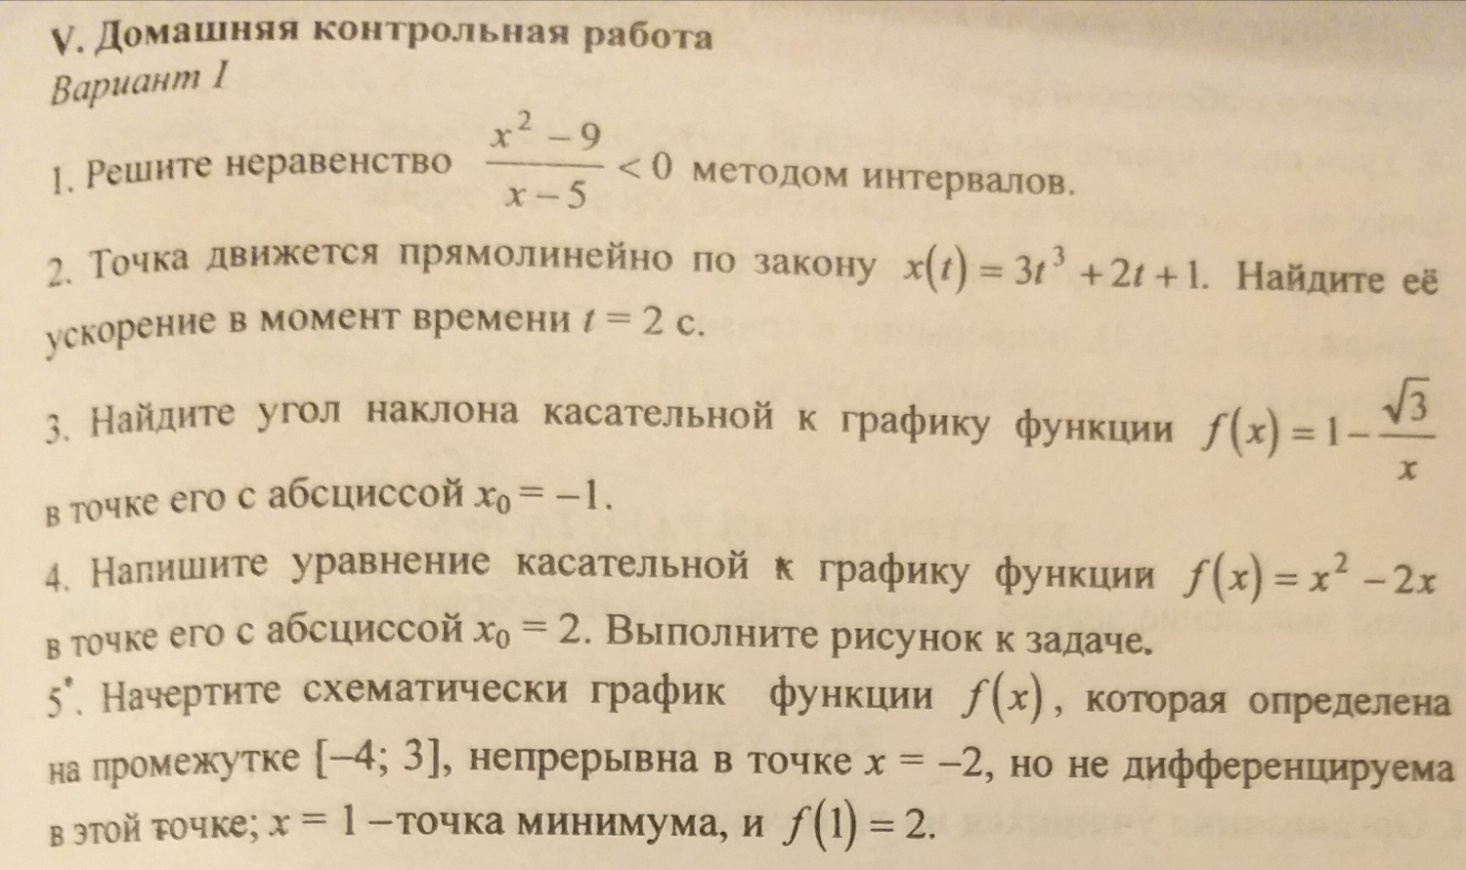 V. Домашняя контрольная работа
Вариант I
1. Решите неравенство (x² − 9)/(x − 5) < 0 методом интервалов.
2. Точка движется прямолинейно по закону x(t) = 3t³ + 2t + 1. Найдите её
ускорение в момент времени t = 2 с.
3. Найдите угол наклона касательной к графику функции f(x) = 1 − √3/x
в точке его с абсциссой x₀ = −1.
4. Напишите уравнение касательной к графику функции f(x) = x² − 2x
в точке его с абсциссой x₀ = 2. Выполните рисунок к задаче.
5*. Начертите схематически график функции f(x), которая определена
на промежутке [−4; 3], непрерывна в точке x = −2, но не дифференцируема
в этой точке; x = 1 –точка минимума, и f(1) = 2.